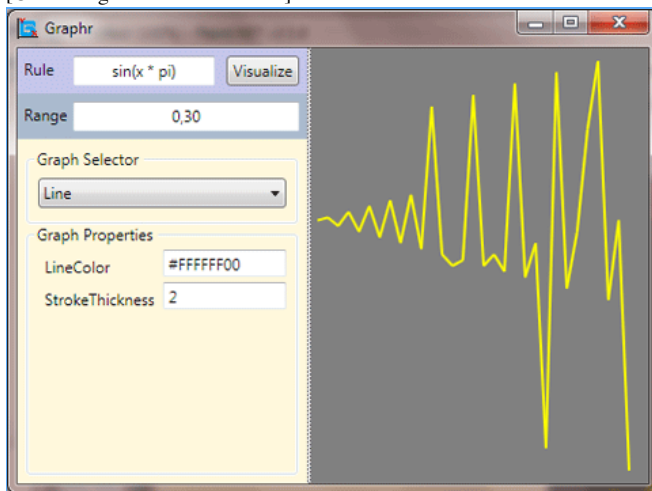 Graphr
Rule sin(x * pi) Visualize
Range 0,30
Graph Selector
Line
Graph Properties
LineColor #FFFFFF00
StrokeThickness 2